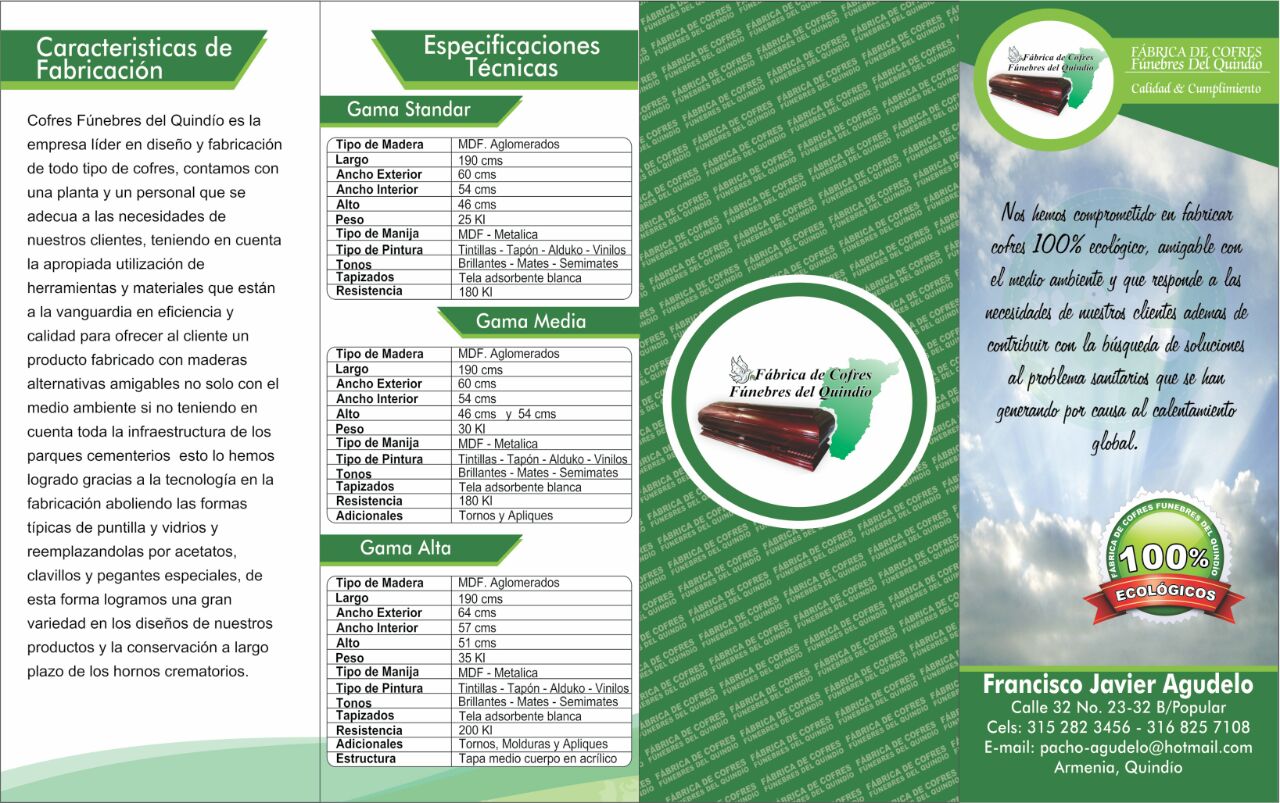 Caracteristicas de
Fabricación
Cofres Fúnebres del Quindío es la
empresa líder en diseño y fabricación
de todo tipo de cofres, contamos con
una planta y un personal que se
adecua a las necesidades de
nuestros clientes, teniendo en cuenta
la apropiada utilización de
herramientas y materiales que están
a la vanguardia en eficiencia y
calidad para ofrecer al cliente un
producto fabricado con maderas
alternativas amigables no solo con el
medio ambiente si no teniendo en
cuenta toda la infraestructura de los
parques cementerios esto lo hemos
logrado gracias a la tecnología en la
fabricación aboliendo las formas
típicas de puntilla y vidrios y
reemplazandolas por acetatos,
clavillos y pegantes especiales, de
esta forma logramos una gran
variedad en los diseños de nuestros
productos y la conservación a largo
plazo de los hornos crematorios.
Especificaciones
Técnicas
Gama Standar
Tipo de Madera MDF. Aglomerados
Largo 190 cms
Ancho Exterior 60 cms
Ancho Interior 54 cms
Alto 46 cms
Peso 25 Kl
Tipo de Manija MDF - Metalica
Tipo de Pintura Tintillas - Tapón - Alduko - Vinilos
Tonos Brillantes - Mates - Semimates
Tapizados Tela adsorbente blanca
Resistencia 180 Kl
Gama Media
Tipo de Madera MDF. Aglomerados
Largo 190 cms
Ancho Exterior 60 cms
Ancho Interior 54 cms
Alto 46 cms y 54 cms
Peso 30 Kl
Tipo de Manija MDF - Metalica
Tipo de Pintura Tintillas - Tapón - Alduko - Vinilos
Tonos Brillantes - Mates - Semimates
Tapizados Tela adsorbente blanca
Resistencia 180 Kl
Adicionales Tornos y Apliques
Gama Alta
Tipo de Madera MDF. Aglomerados
Largo 190 cms
Ancho Exterior 64 cms
Ancho Interior 57 cms
Alto 51 cms
Peso 35 Kl
Tipo de Manija MDF - Metalica
Tipo de Pintura Tintillas - Tapón - Alduko - Vinilos
Tonos Brillantes - Mates - Semimates
Tapizados Tela adsorbente blanca
Resistencia 200 Kl
Adicionales Tornos, Molduras y Apliques
Estructura Tapa medio cuerpo en acrílico
FÁBRICA DE COFRES
FÚNEBRES DEL QUINDÍO
Fábrica de Cofres
Fúnebres del Quindío
Fábrica de Cofres
Fúnebres del Quindío
FÁBRICA DE COFRES
Fúnebres Del Quindío
Calidad & Cumplimiento
Nos hemos comprometido en fabricar
cofres 100% ecológico, amigable con
el medio ambiente y que responde a las
necesidades de nuestros clientes ademas de
contribuir con la búsqueda de soluciones
al problema sanitarios que se han
generando por causa al calentamiento
global.
FÁBRICA DE COFRES FUNEBRES DEL QUINDÍO
100%
ECOLÓGICOS
Francisco Javier Agudelo
Calle 32 No. 23-32 B/Popular
Cels: 315 282 3456 - 316 825 7108
E-mail: pacho-agudelo@hotmail.com
Armenia, Quindío